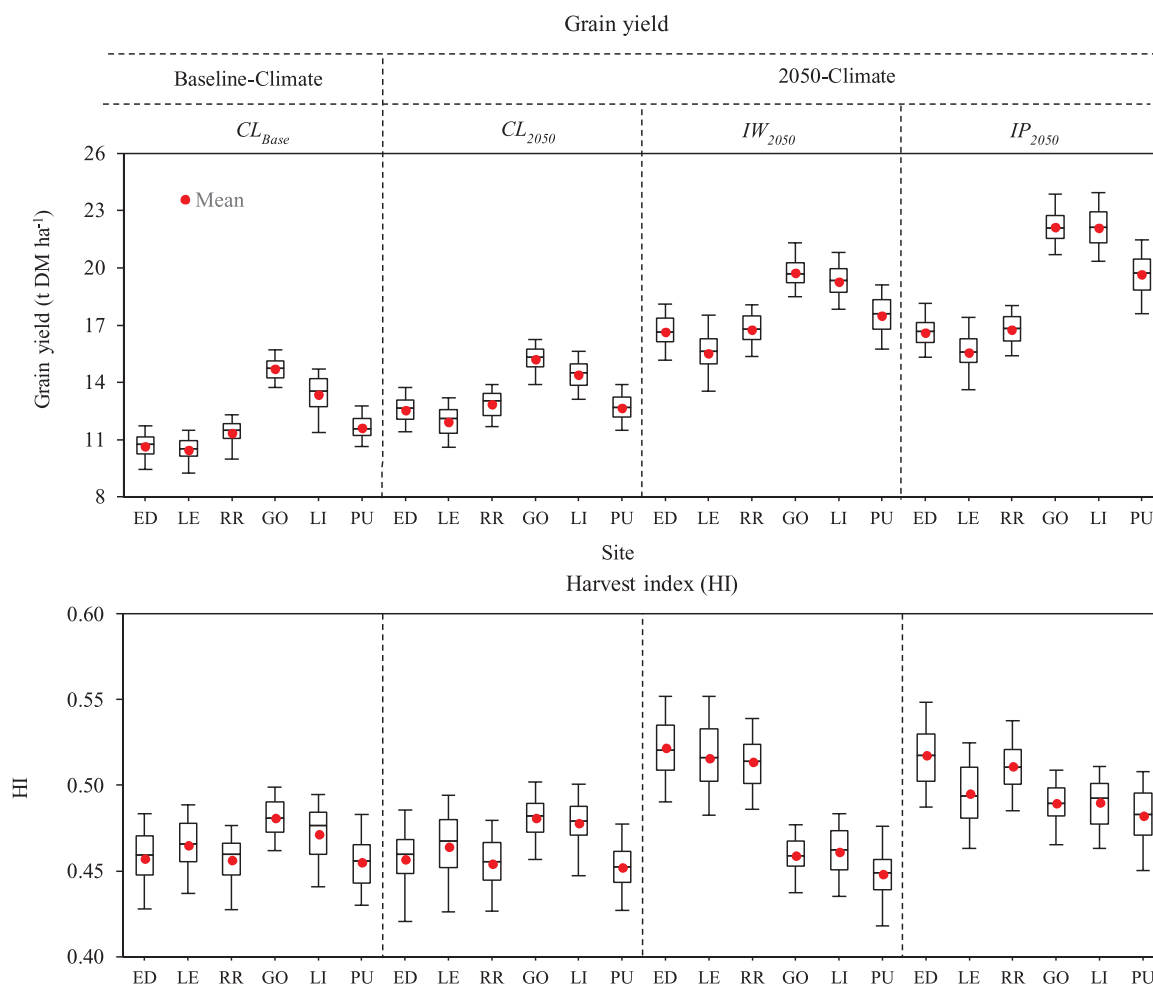 Grain yield
Baseline-Climate 2050-Climate
CL_Base CL_2050 IW_2050 IP_2050
Grain yield (t DM ha⁻¹)
26
23
20
17
14
11
8
Mean
ED LE RR GO LI PU ED LE RR GO LI PU ED LE RR GO LI PU ED LE RR GO LI PU
Site
Harvest index (HI)
HI
0.60
0.55
0.50
0.45
0.40
ED LE RR GO LI PU ED LE RR GO LI PU ED LE RR GO LI PU ED LE RR GO LI PU